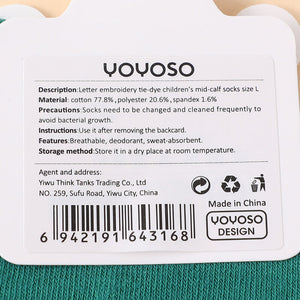 YOYOSO
Description:Letter embroidery tie-dye children's mid-calf socks size L
Material: cotton 77.8%,polyester 20.6%, spandex 1.6%
Precautions:Socks need to be changed and cleaned frequently to
avoid bacterial growth.
Instructions:Use it after removing the backcard.
Features:Breathable, deodorant, sweat-absorbent.
Storage method:Store it in a dry place at room temperature.
Agent and address:
Yiwu Think Tanks Trading Co., Ltd
NO. 259, Sufu Road, Yiwu City, China
Made in China
YOYOSO
DESIGN
6 942191 643168